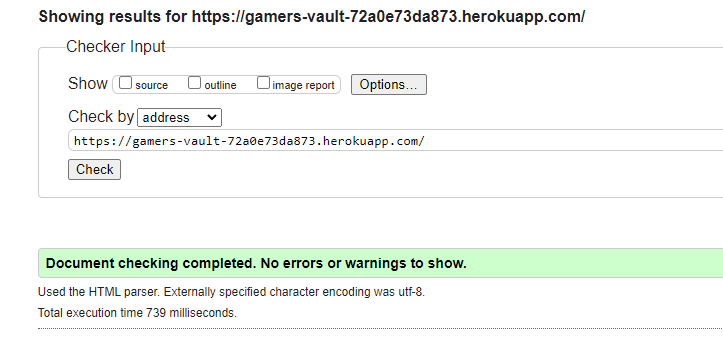 Showing results for https://gamers-vault-72a0e73da873.herokuapp.com/
Checker Input
Show source outline image report Options...
Check by address
https://gamers-vault-72a0e73da873.herokuapp.com/
Check
Document checking completed. No errors or warnings to show.
Used the HTML parser. Externally specified character encoding was utf-8.
Total execution time 739 milliseconds.